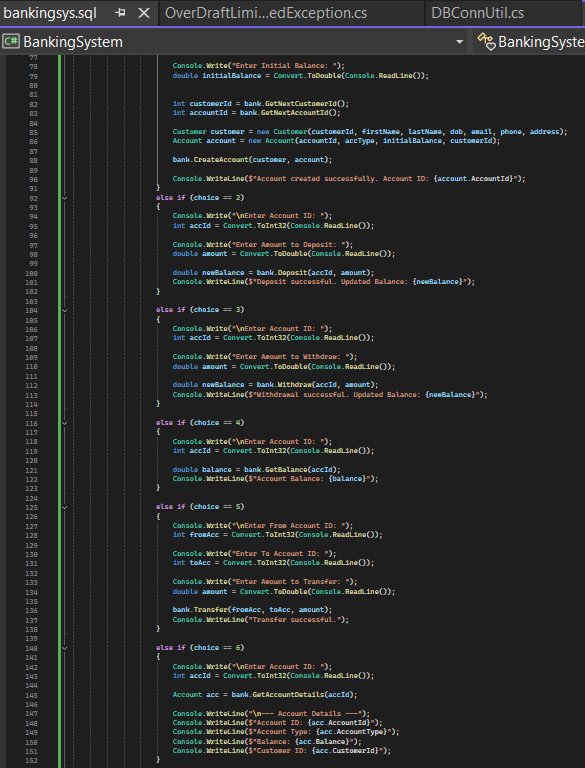 bankingsys.sql
OverDraftLimi...edException.cs
DBConnUtil.cs
C# BankingSystem
BankingSyste
77
78 Console.Write("Enter Initial Balance: ");
79 double initialBalance = Convert.ToDouble(Console.ReadLine());
80
81
82 int customerId = bank.GetNextCustomerId();
83 int accountId = bank.GetNextAccountId();
84
85 Customer customer = new Customer(customerId, firstName, lastName, dob, email, phone, address);
86 Account account = new Account(accountId, accType, initialBalance, customerId);
87
88 bank.CreateAccount(customer, account);
89
90 Console.WriteLine($"Account created successfully. Account ID: {account.AccountId}");
91 }
92 else if (choice == 2)
93 {
94 Console.Write("\nEnter Account ID: ");
95 int accId = Convert.ToInt32(Console.ReadLine());
96
97 Console.Write("Enter Amount to Deposit: ");
98 double amount = Convert.ToDouble(Console.ReadLine());
99
100 double newBalance = bank.Deposit(accId, amount);
101 Console.WriteLine($"Deposit successful. Updated Balance: {newBalance}");
102 }
103
104 else if (choice == 3)
105 {
106 Console.Write("\nEnter Account ID: ");
107 int accId = Convert.ToInt32(Console.ReadLine());
108
109 Console.Write("Enter Amount to Withdraw: ");
110 double amount = Convert.ToDouble(Console.ReadLine());
111
112 double newBalance = bank.Withdraw(accId, amount);
113 Console.WriteLine($"Withdrawal successful. Updated Balance: {newBalance}");
114 }
115
116 else if (choice == 4)
117 {
118 Console.Write("\nEnter Account ID: ");
119 int accId = Convert.ToInt32(Console.ReadLine());
120
121 double balance = bank.GetBalance(accId);
122 Console.WriteLine($"Account Balance: {balance}");
123 }
124
125 else if (choice == 5)
126 {
127 Console.Write("\nEnter From Account ID: ");
128 int fromAcc = Convert.ToInt32(Console.ReadLine());
129
130 Console.Write("Enter To Account ID: ");
131 int toAcc = Convert.ToInt32(Console.ReadLine());
132
133 Console.Write("Enter Amount to Transfer: ");
134 double amount = Convert.ToDouble(Console.ReadLine());
135
136 bank.Transfer(fromAcc, toAcc, amount);
137 Console.WriteLine("Transfer successful.");
138 }
139
140 else if (choice == 6)
141 {
142 Console.Write("\nEnter Account ID: ");
143 int accId = Convert.ToInt32(Console.ReadLine());
144
145 Account acc = bank.GetAccountDetails(accId);
146
147 Console.WriteLine("\n--- Account Details ---");
148 Console.WriteLine($"Account ID: {acc.AccountId}");
149 Console.WriteLine($"Account Type: {acc.AccountType}");
150 Console.WriteLine($"Balance: {acc.Balance}");
151 Console.WriteLine($"Customer ID: {acc.CustomerId}");
152 }